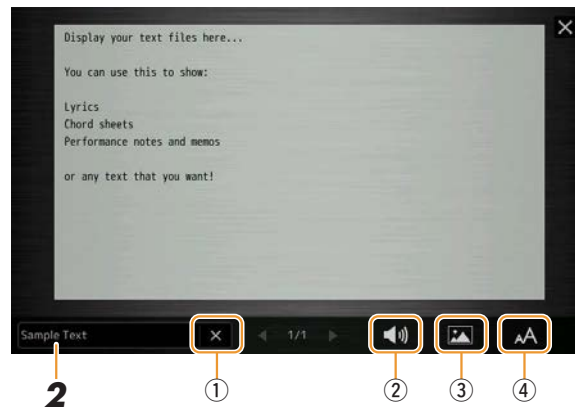 Display your text files here...
You can use this to show:
Lyrics
Chord sheets
Performance notes and memos
or any text that you want!
Sample Text
1/1
AA
2
① ② ③ ④